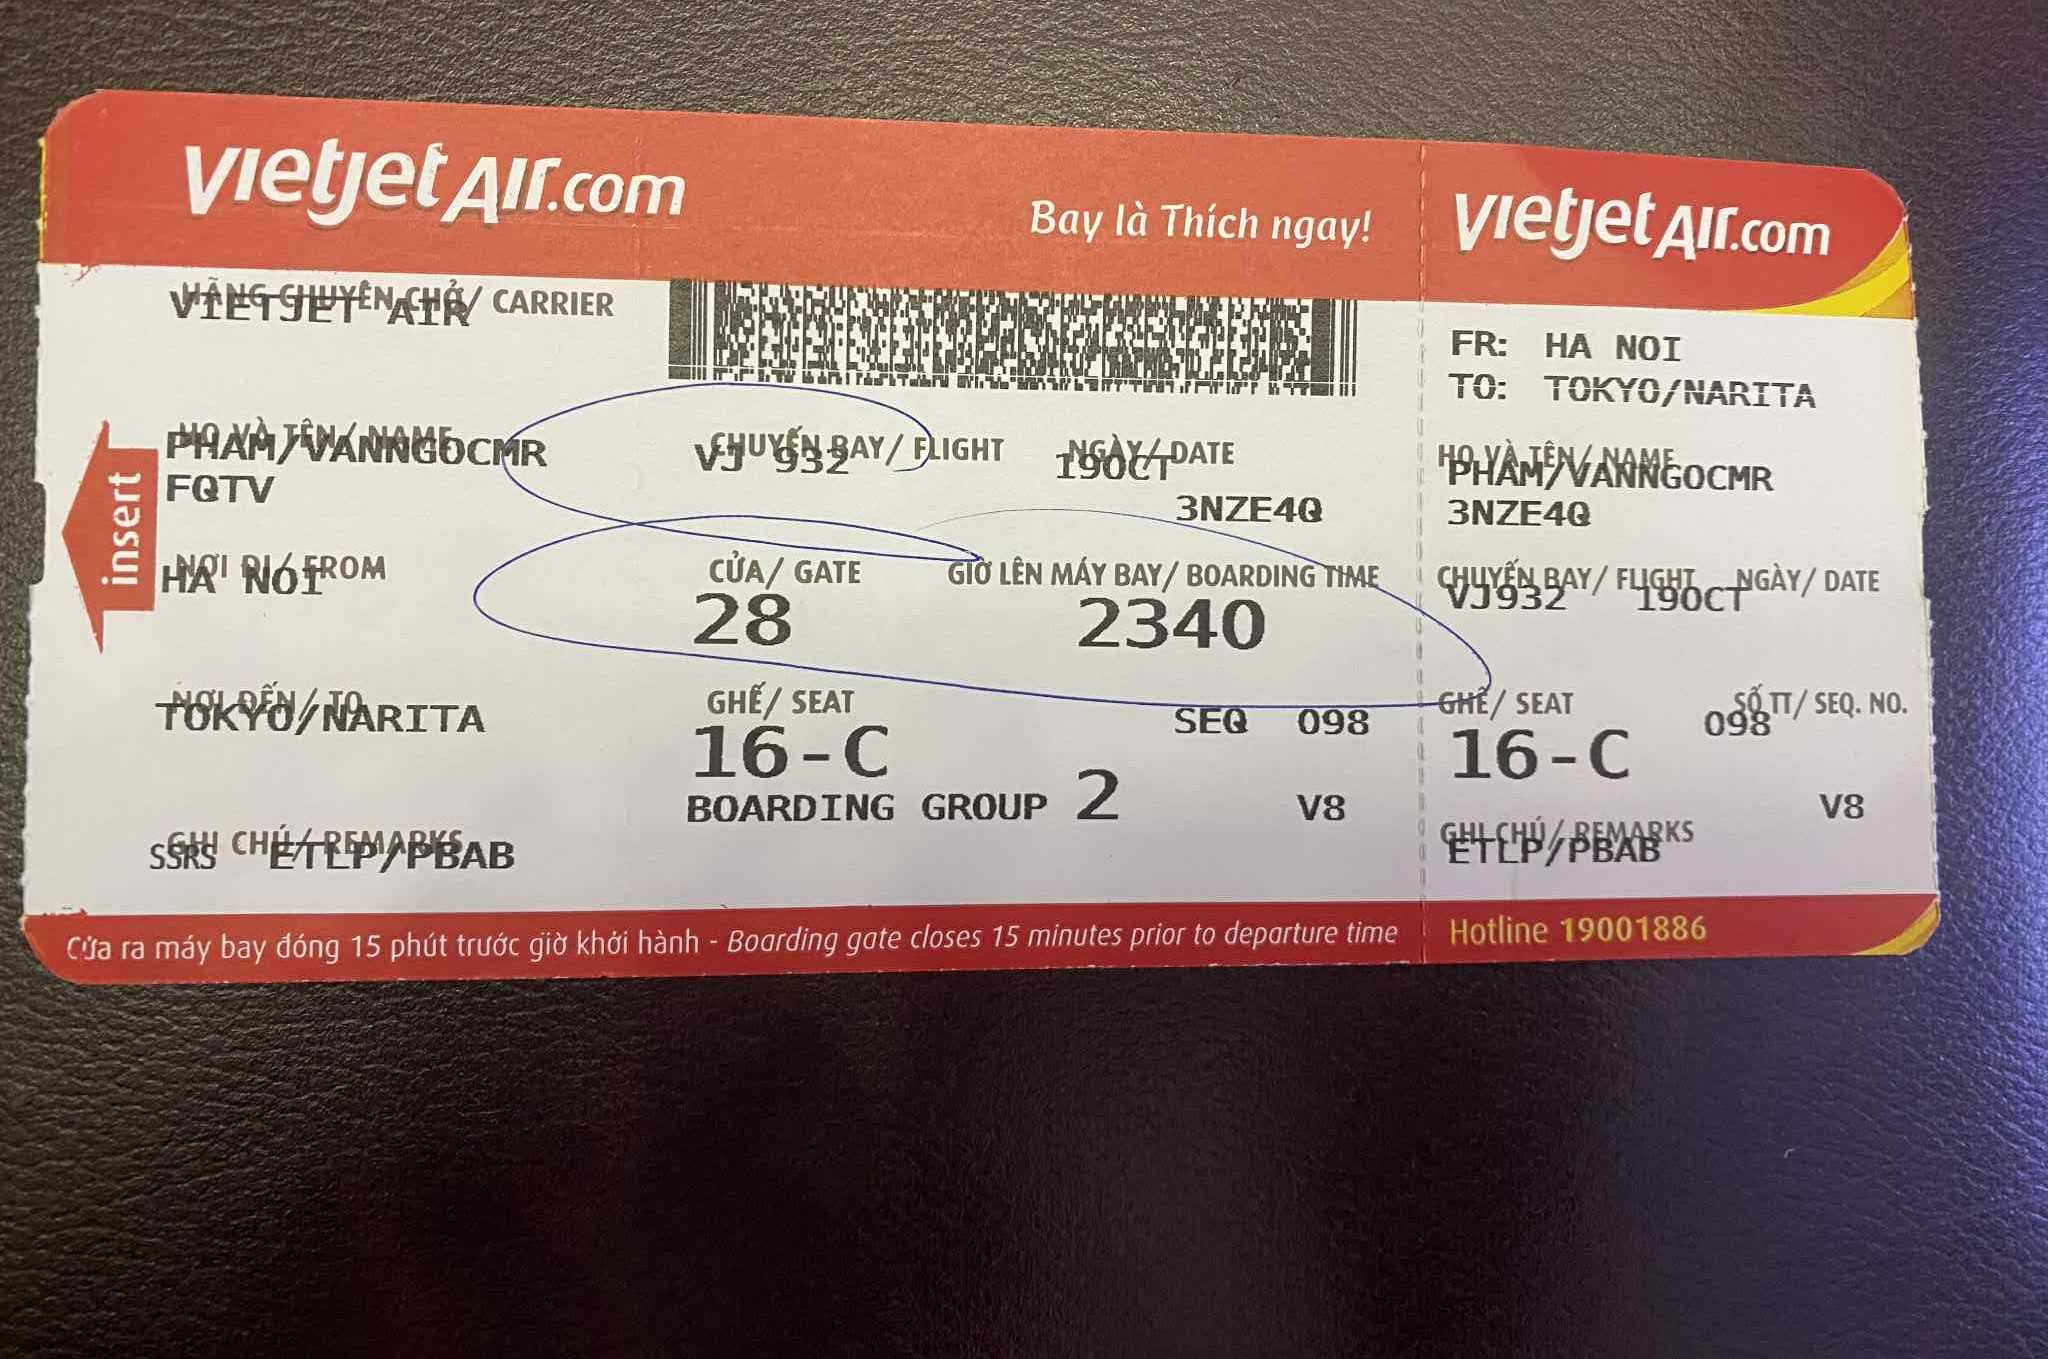 vietjetAir.com
Bay là Thích ngay!
vietjetAir.com
HÃNG CHUYÊN CHỞ/ CARRIER
VIETJET AIR
FR: HA NOI
TO: TOKYO/NARITA
HỌ VÀ TÊN/ NAME
PHAM/VANNGOCMR
FQTV
CHUYẾN BAY/ FLIGHT
VJ 932
NGÀY/ DATE
19OCT
3NZE4Q
HỌ VÀ TÊN/ NAME
PHAM/VANNGOCMR
3NZE4Q
insert
NƠI ĐI/ FROM
HA NOI
CỬA/ GATE
28
GIỜ LÊN MÁY BAY/ BOARDING TIME
2340
CHUYẾN BAY/ FLIGHT NGÀY/ DATE
VJ932 19OCT
NƠI ĐẾN/ TO
TOKYO/NARITA
GHẾ/ SEAT
16-C
SEQ 098
BOARDING GROUP 2 V8
GHẾ/ SEAT
16-C
SỐ TT/ SEQ. NO.
098
V8
GHI CHÚ/ REMARKS
SSRS ETLP/PBAB
GHI CHÚ/ REMARKS
ETLP/PBAB
Cửa ra máy bay đóng 15 phút trước giờ khởi hành - Boarding gate closes 15 minutes prior to departure time
Hotline 19001886